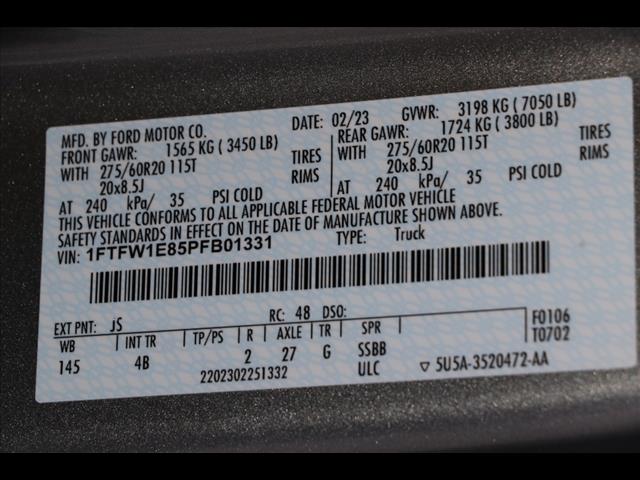 MFD. BY FORD MOTOR CO. DATE: 02/23 GVWR: 3198 KG ( 7050 LB)
FRONT GAWR: 1565 KG ( 3450 LB) REAR GAWR: 1724 KG ( 3800 LB)
WITH 275/60R20 115T TIRES WITH 275/60R20 115T TIRES
20x8.5J RIMS 20x8.5J RIMS
AT 240 kPa/ 35 PSI COLD AT 240 kPa/ 35 PSI COLD
THIS VEHICLE CONFORMS TO ALL APPLICABLE FEDERAL MOTOR VEHICLE
SAFETY STANDARDS IN EFFECT ON THE DATE OF MANUFACTURE SHOWN ABOVE.
VIN: 1FTFW1E85PFB01331 TYPE: Truck
EXT PNT: JS RC: 48 DSO: F0106
WB INT TR TP/PS R AXLE TR SPR T0702
145 4B 2 27 G SSBB
2202302251332 ULC ▽ 5U5A-3520472-AA